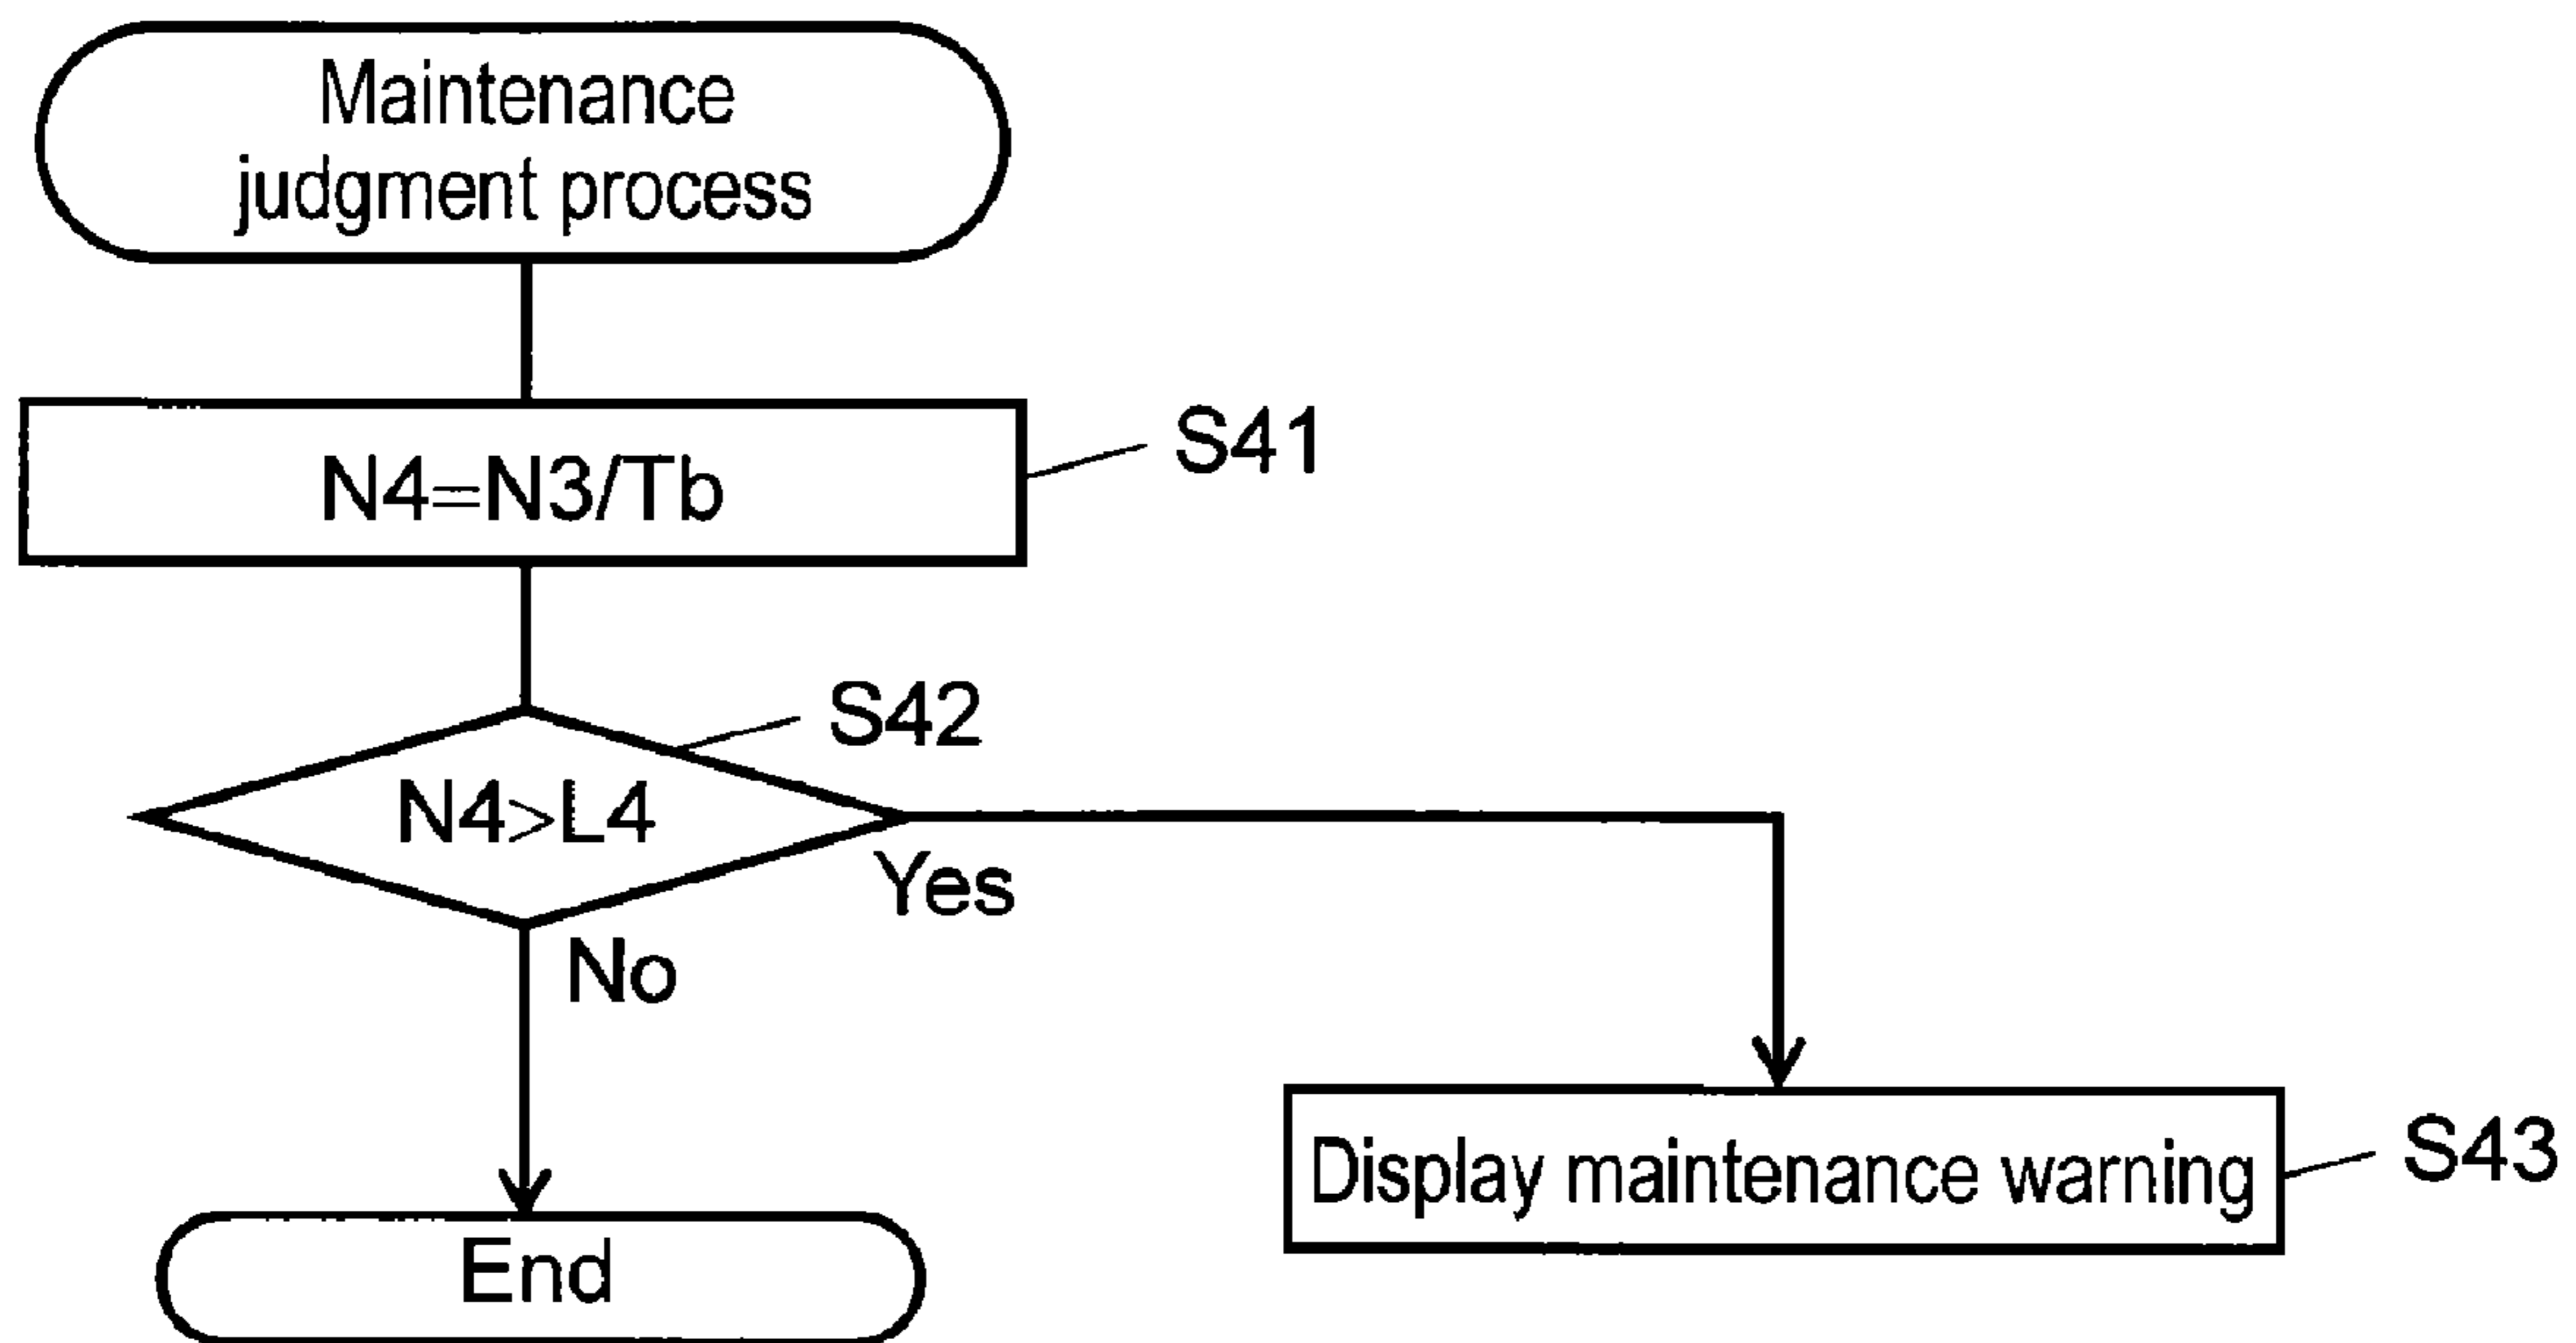 Maintenance
judgment process
N4=N3/Tb
S41
S42
N4>L4
Yes
No
Display maintenance warning
S43
End